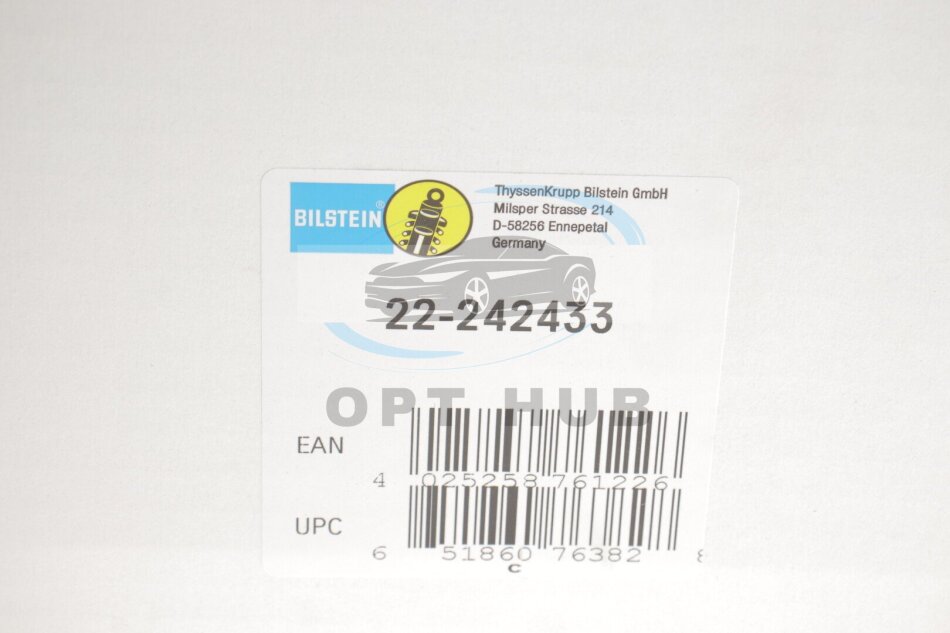 BILSTEIN®
ThyssenKrupp Bilstein GmbH
Milsper Strasse 214
D-58256 Ennepetal
Germany
22-242433
OPT HUB
EAN
4 025258 761226
UPC
6 51860 76382 8
C